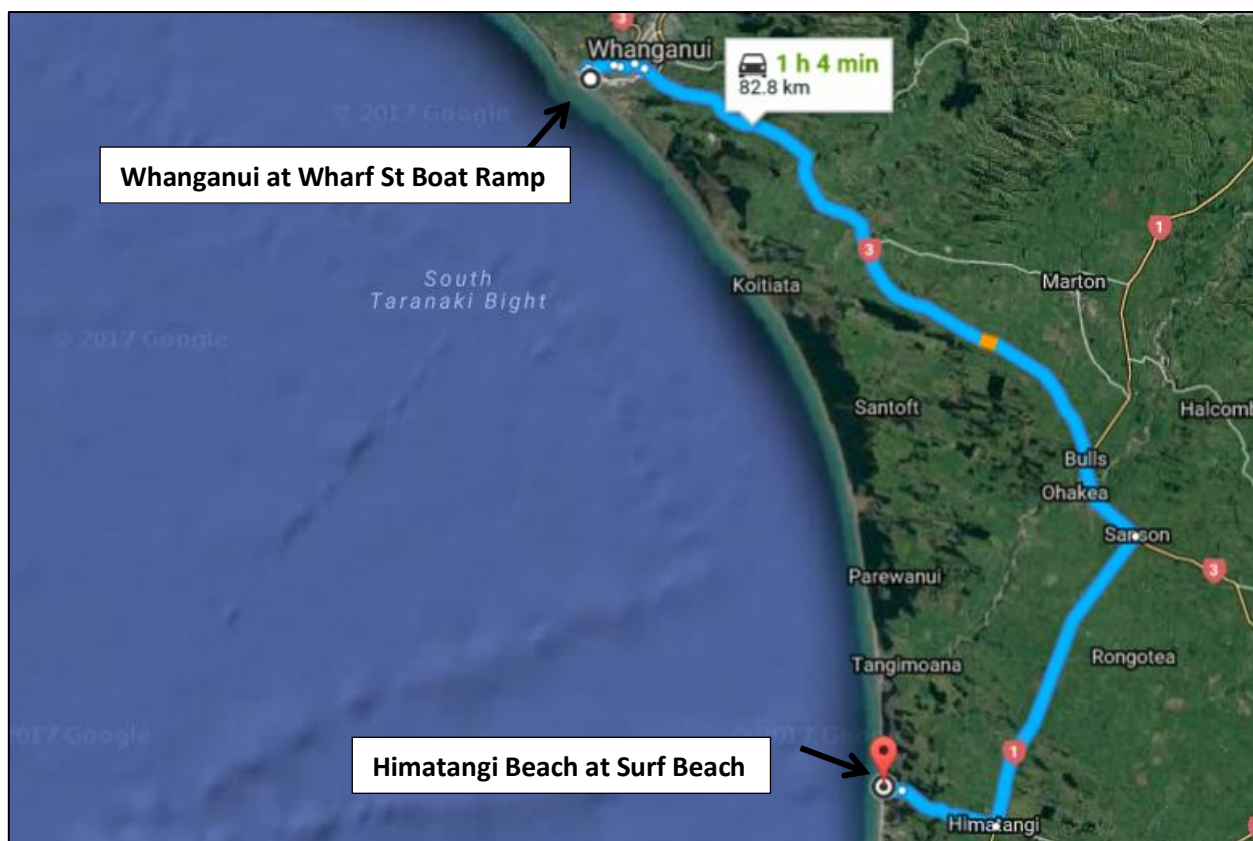 3
Whanganui
1 h 4 min
82.8 km
© 2017 Google
Whanganui at Wharf St Boat Ramp
1
3
South
Taranaki Bight
Koitiata
Marton
© 2017 Google
Santoft
Halcomb
Bulls
Ohakea
Sanson
3
Parewanui
Tangimoana
Rongotea
2017 Google
1
Himatangi Beach at Surf Beach
Himatangi
1